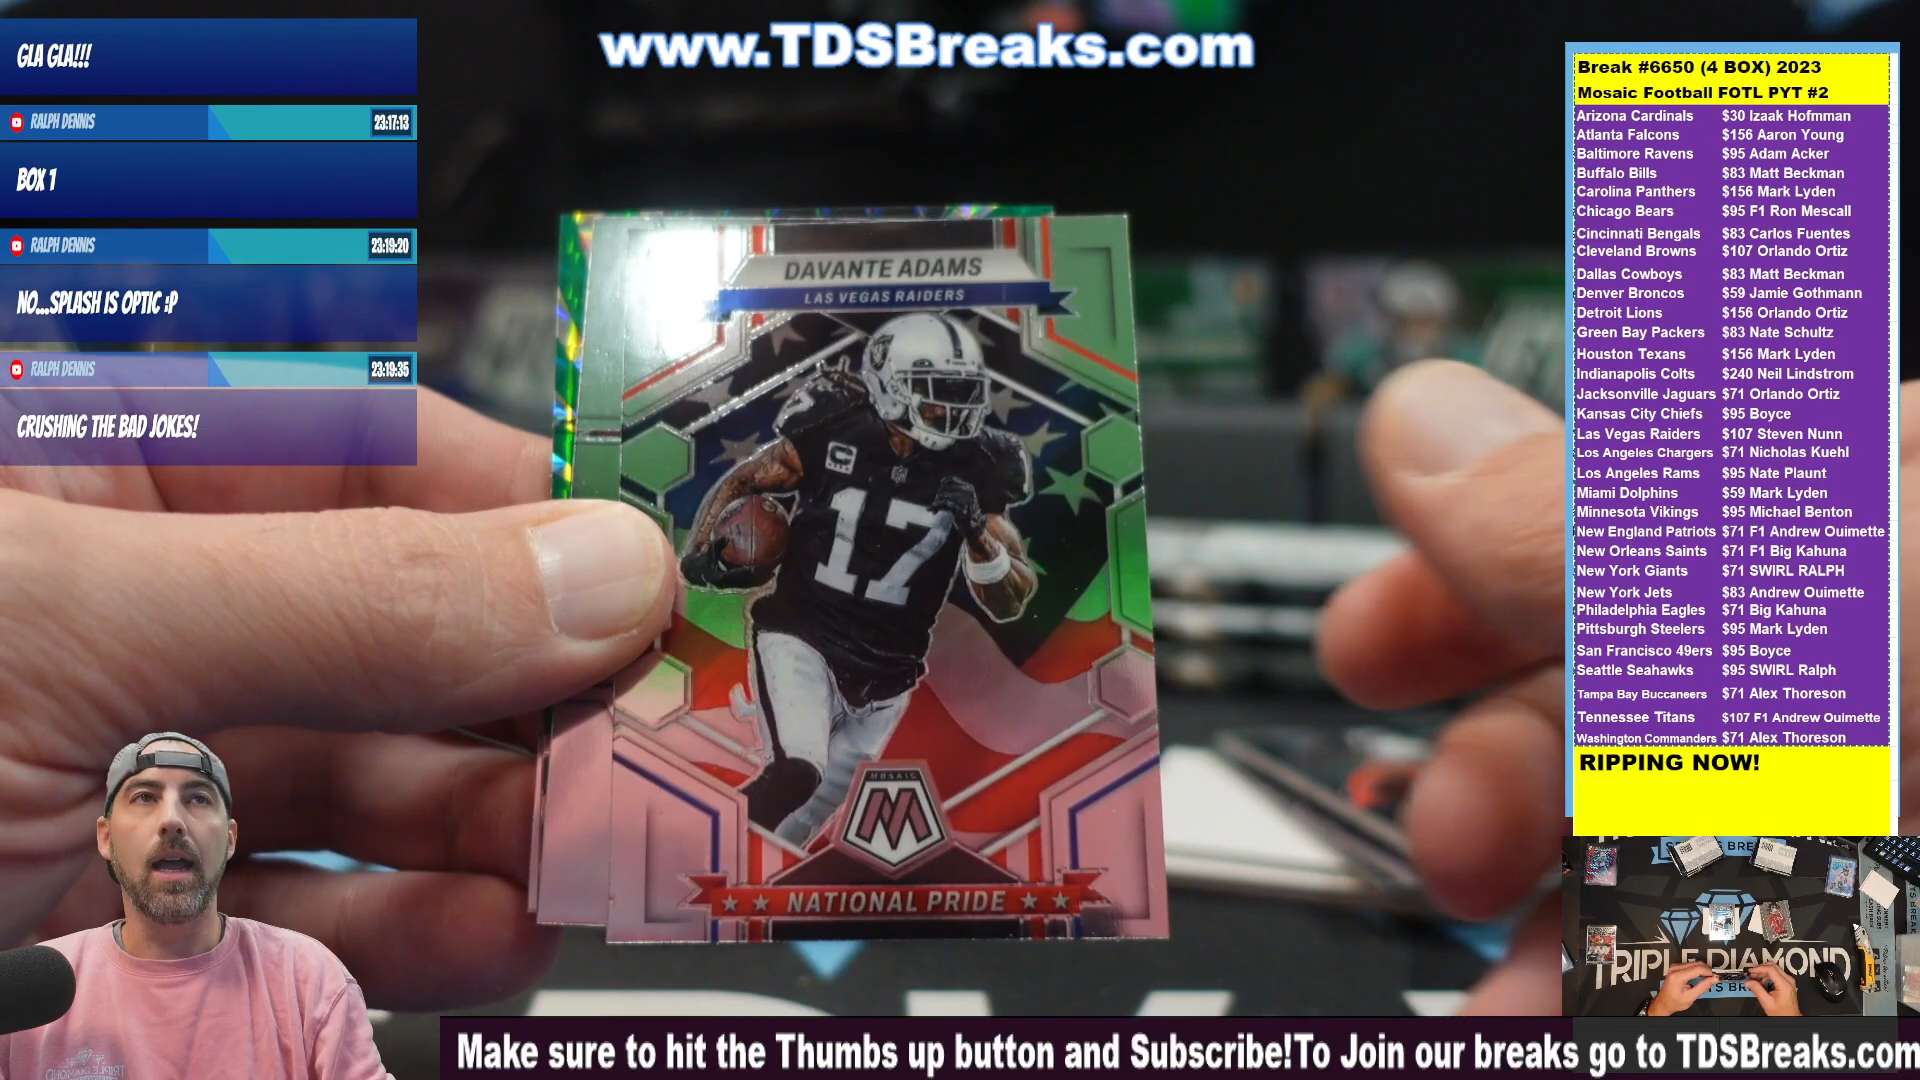 www.TDSBreaks.com
GLA GLA!!!
RALPH DENNIS 23:17:13
BOX 1
RALPH DENNIS 23:19:20
NO...SPLASH IS OPTIC :P
RALPH DENNIS 23:19:35
CRUSHING THE BAD JOKES!
DAVANTE ADAMS
LAS VEGAS RAIDERS
C
17
MOSAIC
NATIONAL PRIDE
Break #6650 (4 BOX) 2023
Mosaic Football FOTL PYT #2
Arizona Cardinals $30 Izaak Hofmman
Atlanta Falcons $156 Aaron Young
Baltimore Ravens $95 Adam Acker
Buffalo Bills $83 Matt Beckman
Carolina Panthers $156 Mark Lyden
Chicago Bears $95 F1 Ron Mescall
Cincinnati Bengals $83 Carlos Fuentes
Cleveland Browns $107 Orlando Ortiz
Dallas Cowboys $83 Matt Beckman
Denver Broncos $59 Jamie Gothmann
Detroit Lions $156 Orlando Ortiz
Green Bay Packers $83 Nate Schultz
Houston Texans $156 Mark Lyden
Indianapolis Colts $240 Neil Lindstrom
Jacksonville Jaguars $71 Orlando Ortiz
Kansas City Chiefs $95 Boyce
Las Vegas Raiders $107 Steven Nunn
Los Angeles Chargers $71 Nicholas Kuehl
Los Angeles Rams $95 Nate Plaunt
Miami Dolphins $59 Mark Lyden
Minnesota Vikings $95 Michael Benton
New England Patriots $71 F1 Andrew Ouimette
New Orleans Saints $71 F1 Big Kahuna
New York Giants $71 SWIRL RALPH
New York Jets $83 Andrew Ouimette
Philadelphia Eagles $71 Big Kahuna
Pittsburgh Steelers $95 Mark Lyden
San Francisco 49ers $95 Boyce
Seattle Seahawks $95 SWIRL Ralph
Tampa Bay Buccaneers $71 Alex Thoreson
Tennessee Titans $107 F1 Andrew Ouimette
Washington Commanders $71 Alex Thoreson
RIPPING NOW!
TRIPLE DIAMOND
Make sure to hit the Thumbs up button and Subscribe!To Join our breaks go to TDSBreaks.com